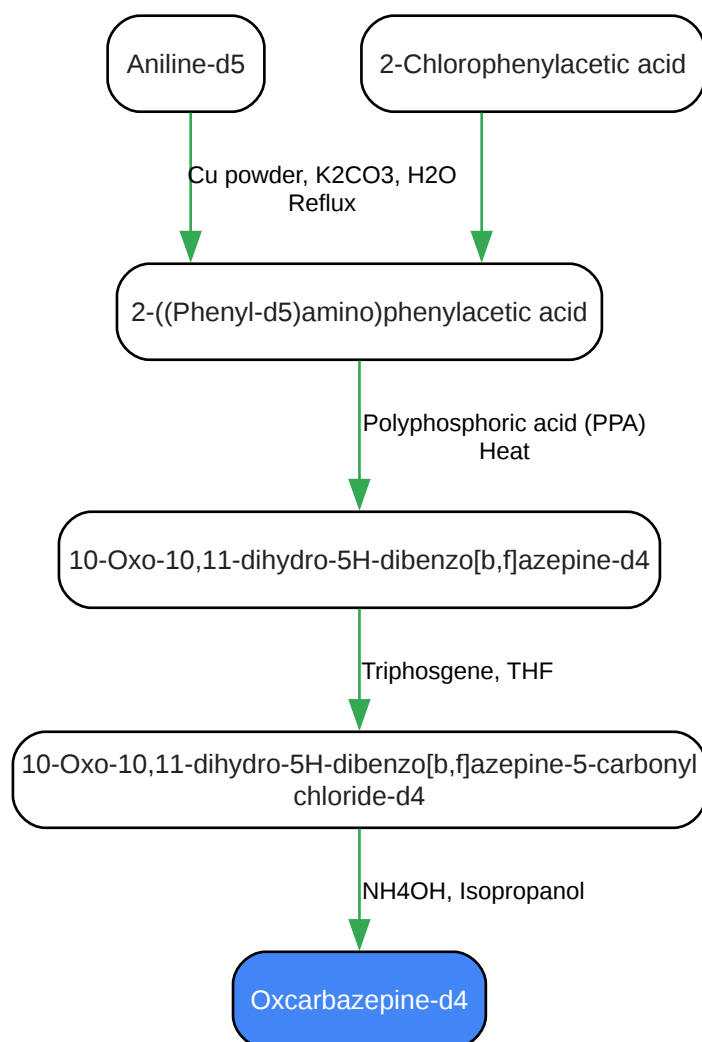 Aniline-d5
2-Chlorophenylacetic acid
Cu powder, K2CO3, H2O
Reflux
2-((Phenyl-d5)amino)phenylacetic acid
Polyphosphoric acid (PPA)
Heat
10-Oxo-10,11-dihydro-5H-dibenzo[b,f]azepine-d4
Triphosgene, THF
10-Oxo-10,11-dihydro-5H-dibenzo[b,f]azepine-5-carbonyl
chloride-d4
NH4OH, Isopropanol
Oxcarbazepine-d4